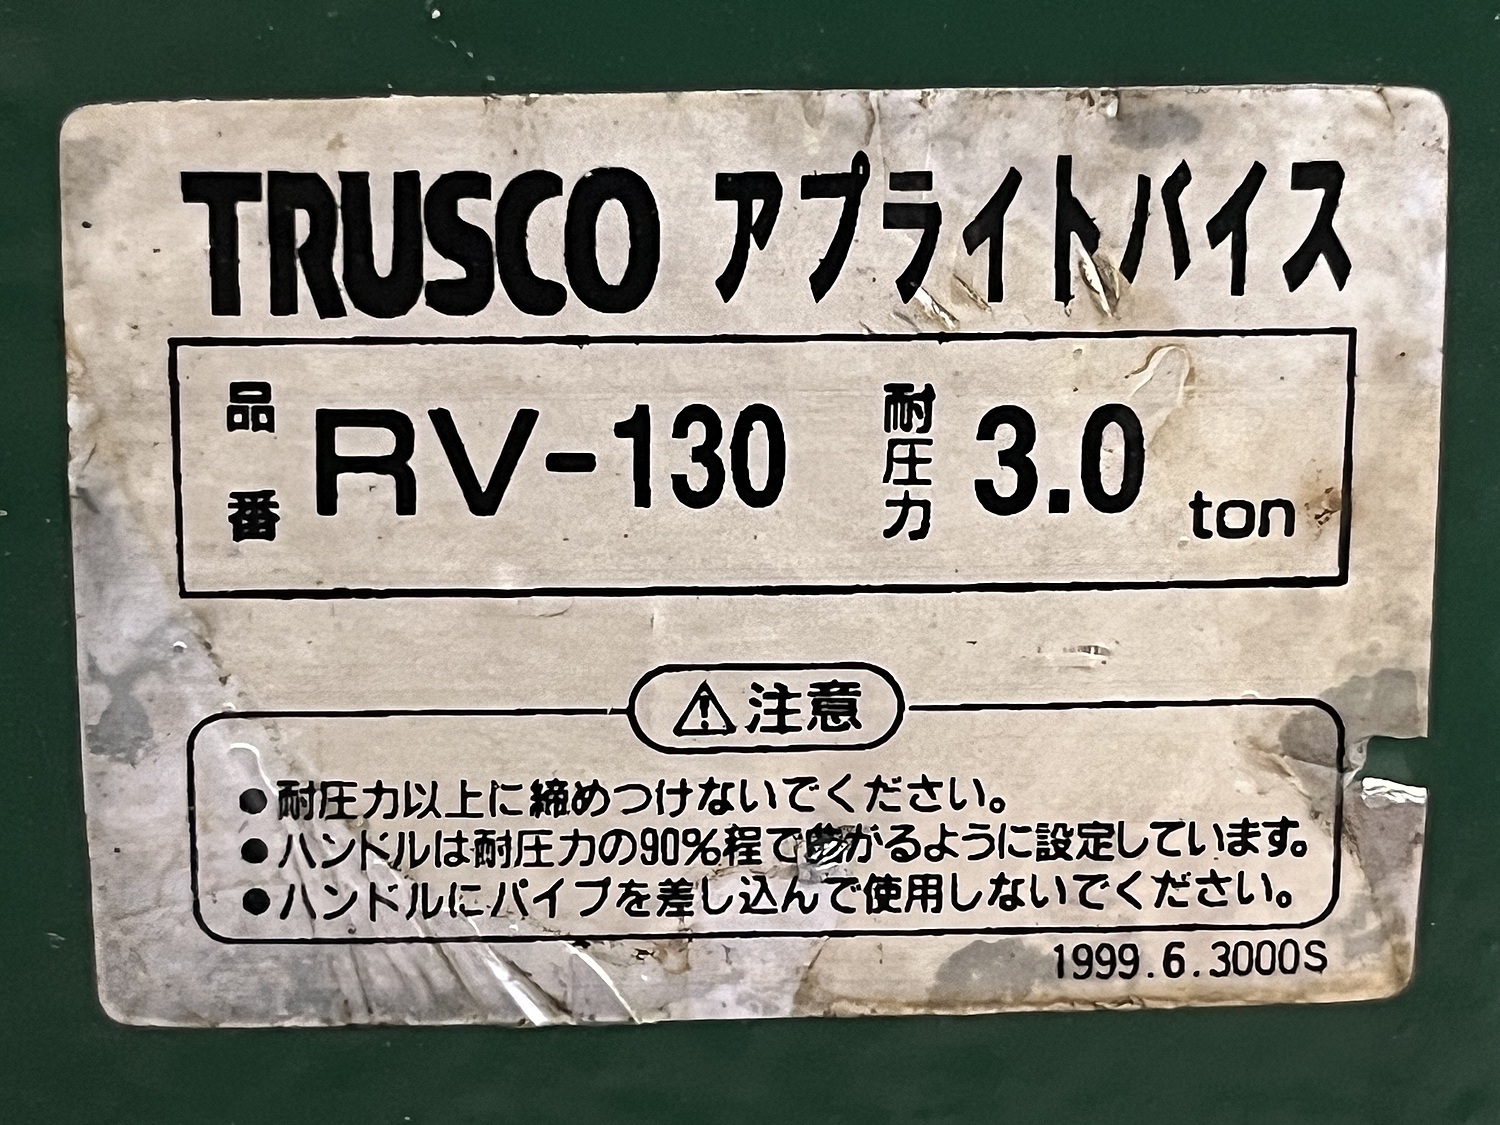 TRUSCO アプライトバイス
品番 RV-130 耐圧力 3.0 ton
⚠注意
●耐圧力以上に締めつけないでください。
●ハンドルは耐圧力の90%程で曲がるように設定しています。
●ハンドルにパイプを差し込んで使用しないでください。
1999.6.3000S